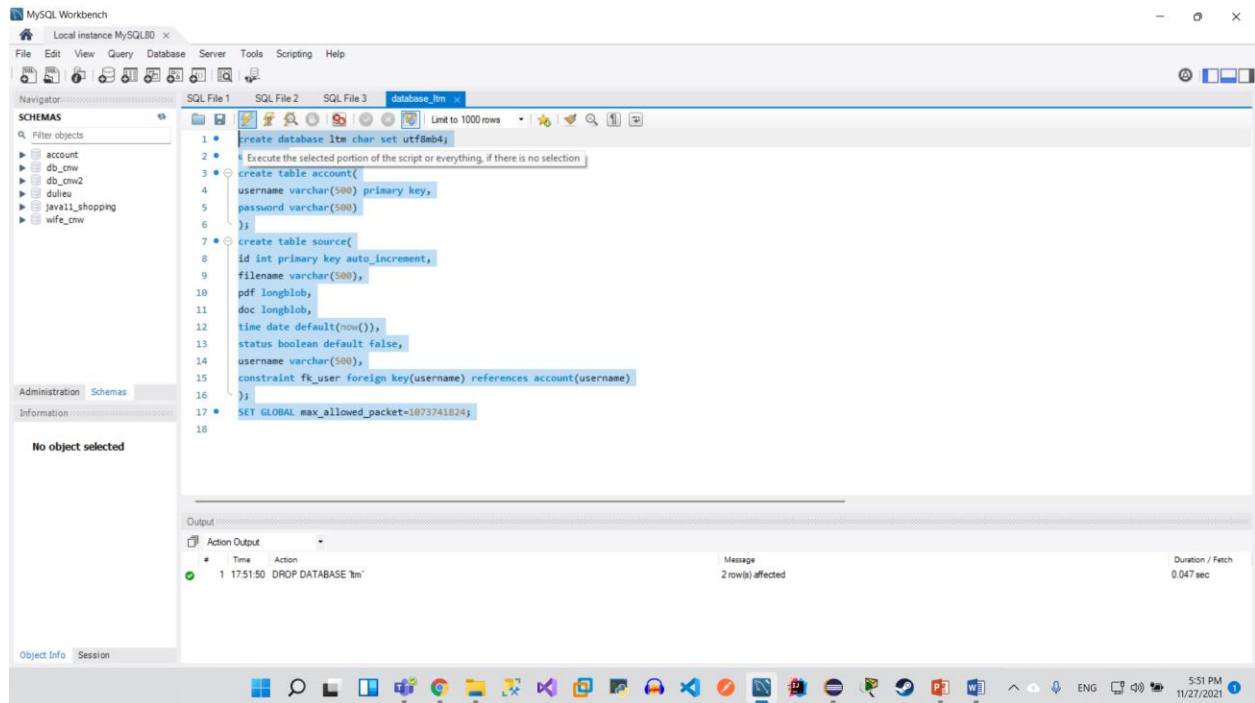 MySQL Workbench
Local instance MySQL80
File Edit View Query Database Server Tools Scripting Help
Navigator
SCHEMAS
Filter objects
account
db_cnw
db_cnw2
dulieu
java11_shopping
wife_cnw
Administration Schemas
Information
No object selected
Object Info Session
SQL File 1 SQL File 2 SQL File 3 database_ltm
Limit to 1000 rows
1 create database ltm char set utf8mb4;
2
Execute the selected portion of the script or everything, if there is no selection
3 create table account(
4 username varchar(500) primary key,
5 password varchar(500)
6 );
7 create table source(
8 id int primary key auto_increment,
9 filename varchar(500),
10 pdf longblob,
11 doc longblob,
12 time date default(now()),
13 status boolean default false,
14 username varchar(500),
15 constraint fk_user foreign key(username) references account(username)
16 );
17 SET GLOBAL max_allowed_packet=1073741824;
18
Output
Action Output
# Time Action Message Duration / Fetch
1 17:51:50 DROP DATABASE `ltm` 2 row(s) affected 0.047 sec
ENG
5:51 PM
11/27/2021
1